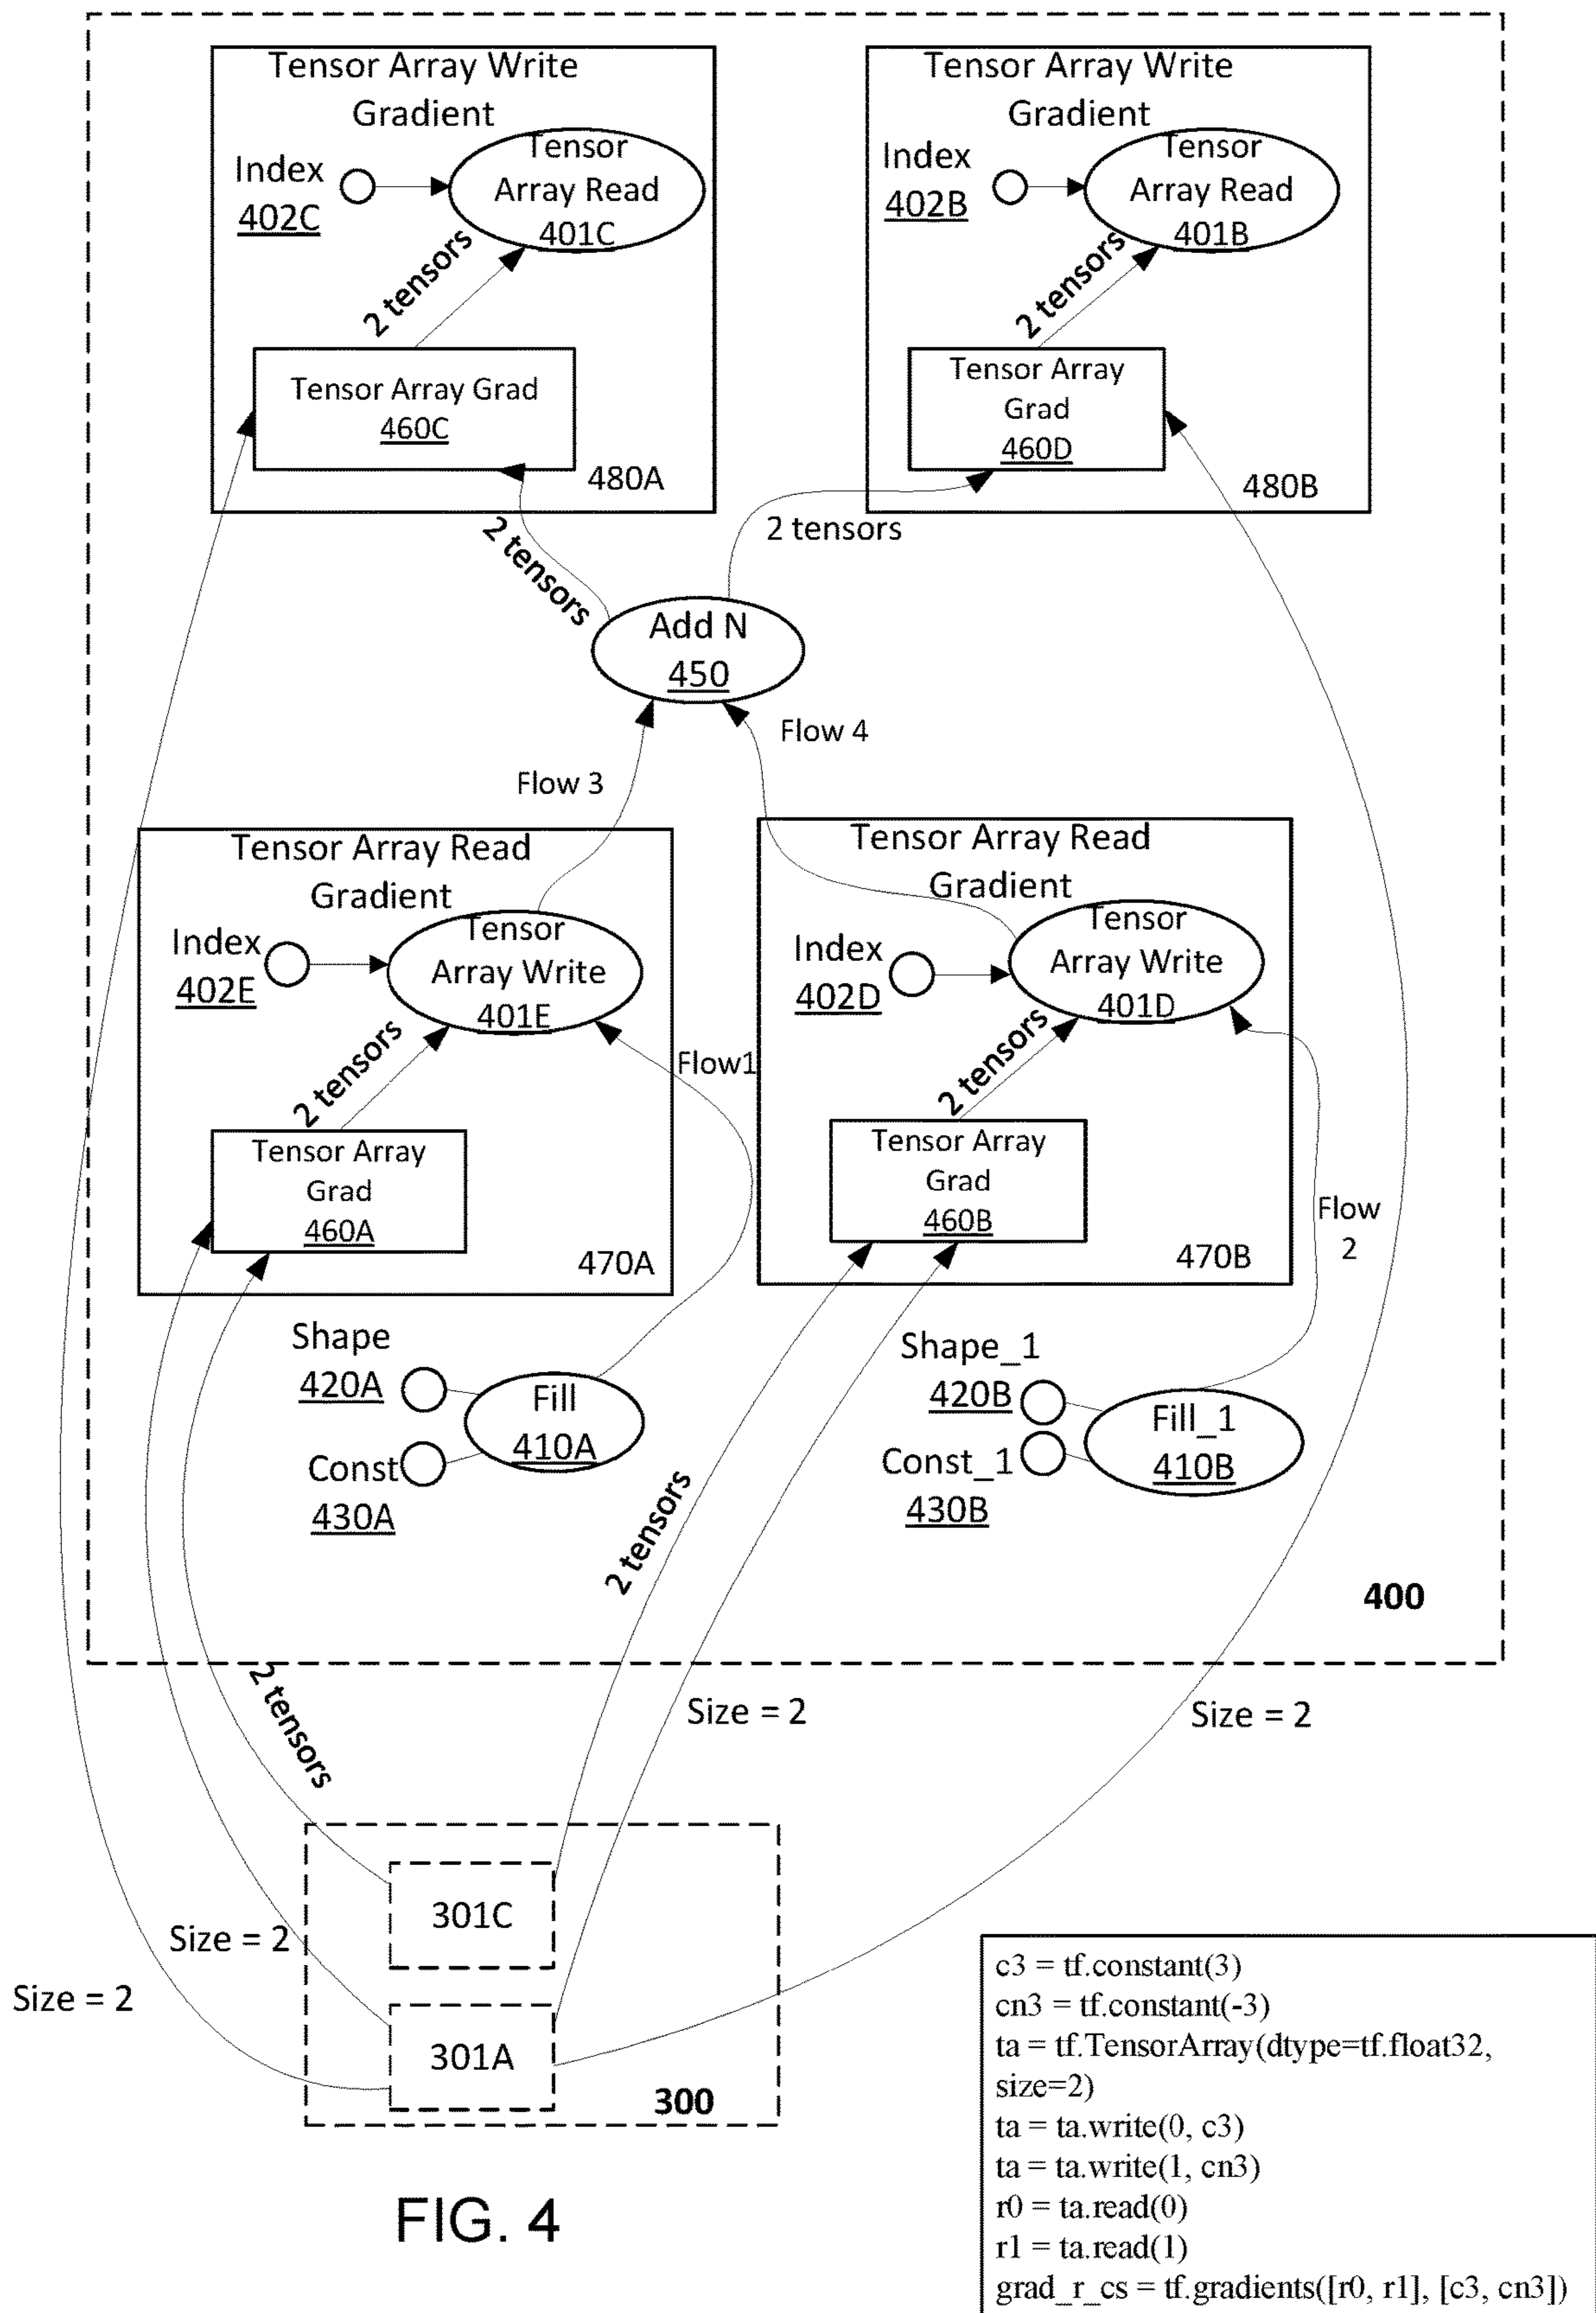 Tensor Array Write
Gradient
Index
402C
Tensor
Array Read
401C
2 tensors
Tensor Array Grad
460C
480A
Tensor Array Write
Gradient
Index
402B
Tensor
Array Read
401B
2 tensors
Tensor Array
Grad
460D
480B
2 tensors
2 tensors
Add N
450
Flow 3
Flow 4
Tensor Array Read
Gradient
Index
402E
Tensor
Array Write
401E
2 tensors
Tensor Array
Grad
460A
470A
Flow1
Tensor Array Read
Gradient
Index
402D
Tensor
Array Write
401D
2 tensors
Tensor Array
Grad
460B
470B
Flow
2
Shape
420A
Const
430A
Fill
410A
Shape_1
420B
Const_1
430B
Fill_1
410B
2 tensors
400
2 tensors
Size = 2
Size = 2
Size = 2
Size = 2
301C
301A
300
FIG. 4
c3 = tf.constant(3)
cn3 = tf.constant(-3)
ta = tf.TensorArray(dtype=tf.float32,
size=2)
ta = ta.write(0, c3)
ta = ta.write(1, cn3)
r0 = ta.read(0)
r1 = ta.read(1)
grad_r_cs = tf.gradients([r0, r1], [c3, cn3])